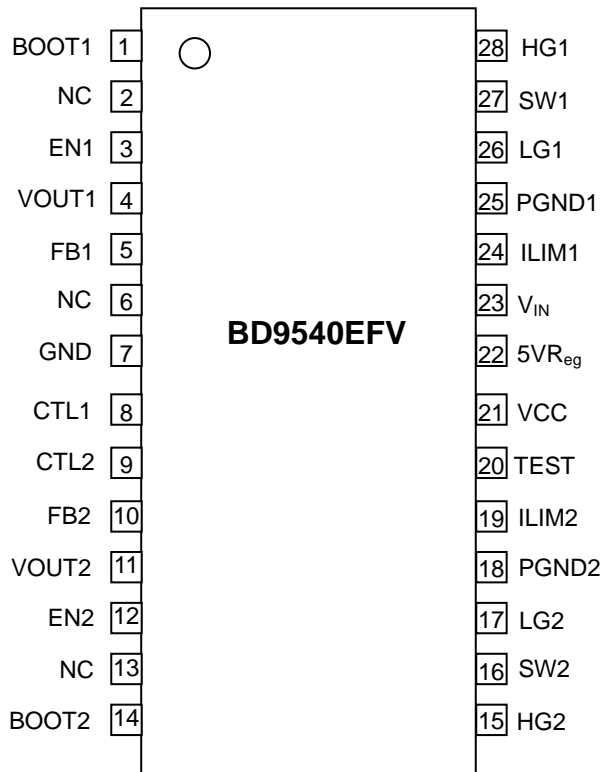 BOOT1 1 28 HG1
NC 2 27 SW1
EN1 3 26 LG1
VOUT1 4 25 PGND1
FB1 5 24 ILIM1
NC 6 23 VIN
BD9540EFV
GND 7 22 5VReg
CTL1 8 21 VCC
CTL2 9 20 TEST
FB2 10 19 ILIM2
VOUT2 11 18 PGND2
EN2 12 17 LG2
NC 13 16 SW2
BOOT2 14 15 HG2